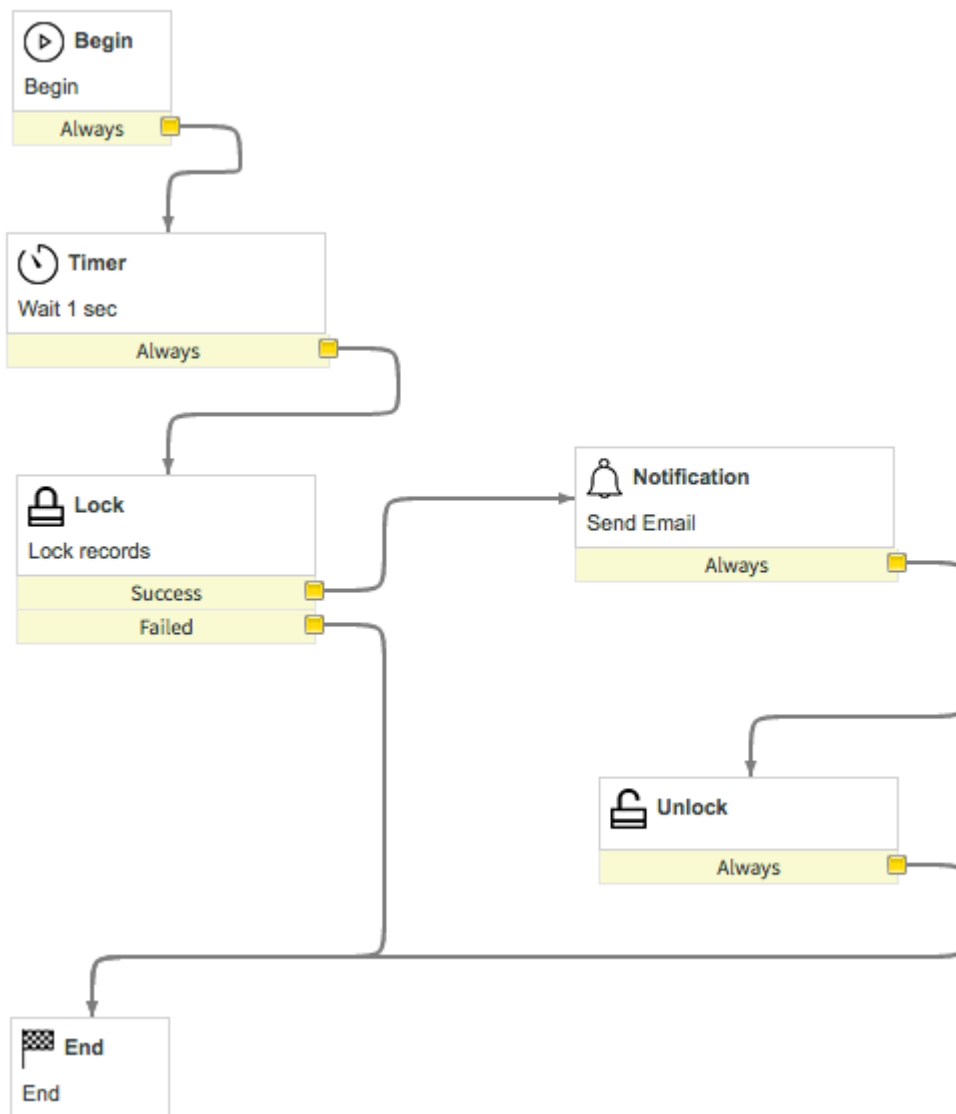 Begin
Begin
Always
Timer
Wait 1 sec
Always
Lock
Lock records
Success
Failed
Notification
Send Email
Always
Unlock
Always
End
End